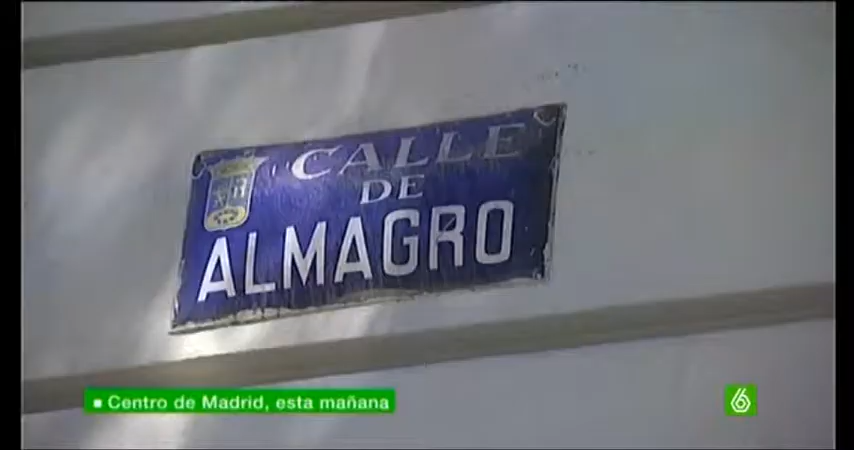 CALLE
DE
ALMAGRO
Centro de Madrid, esta mañana
6